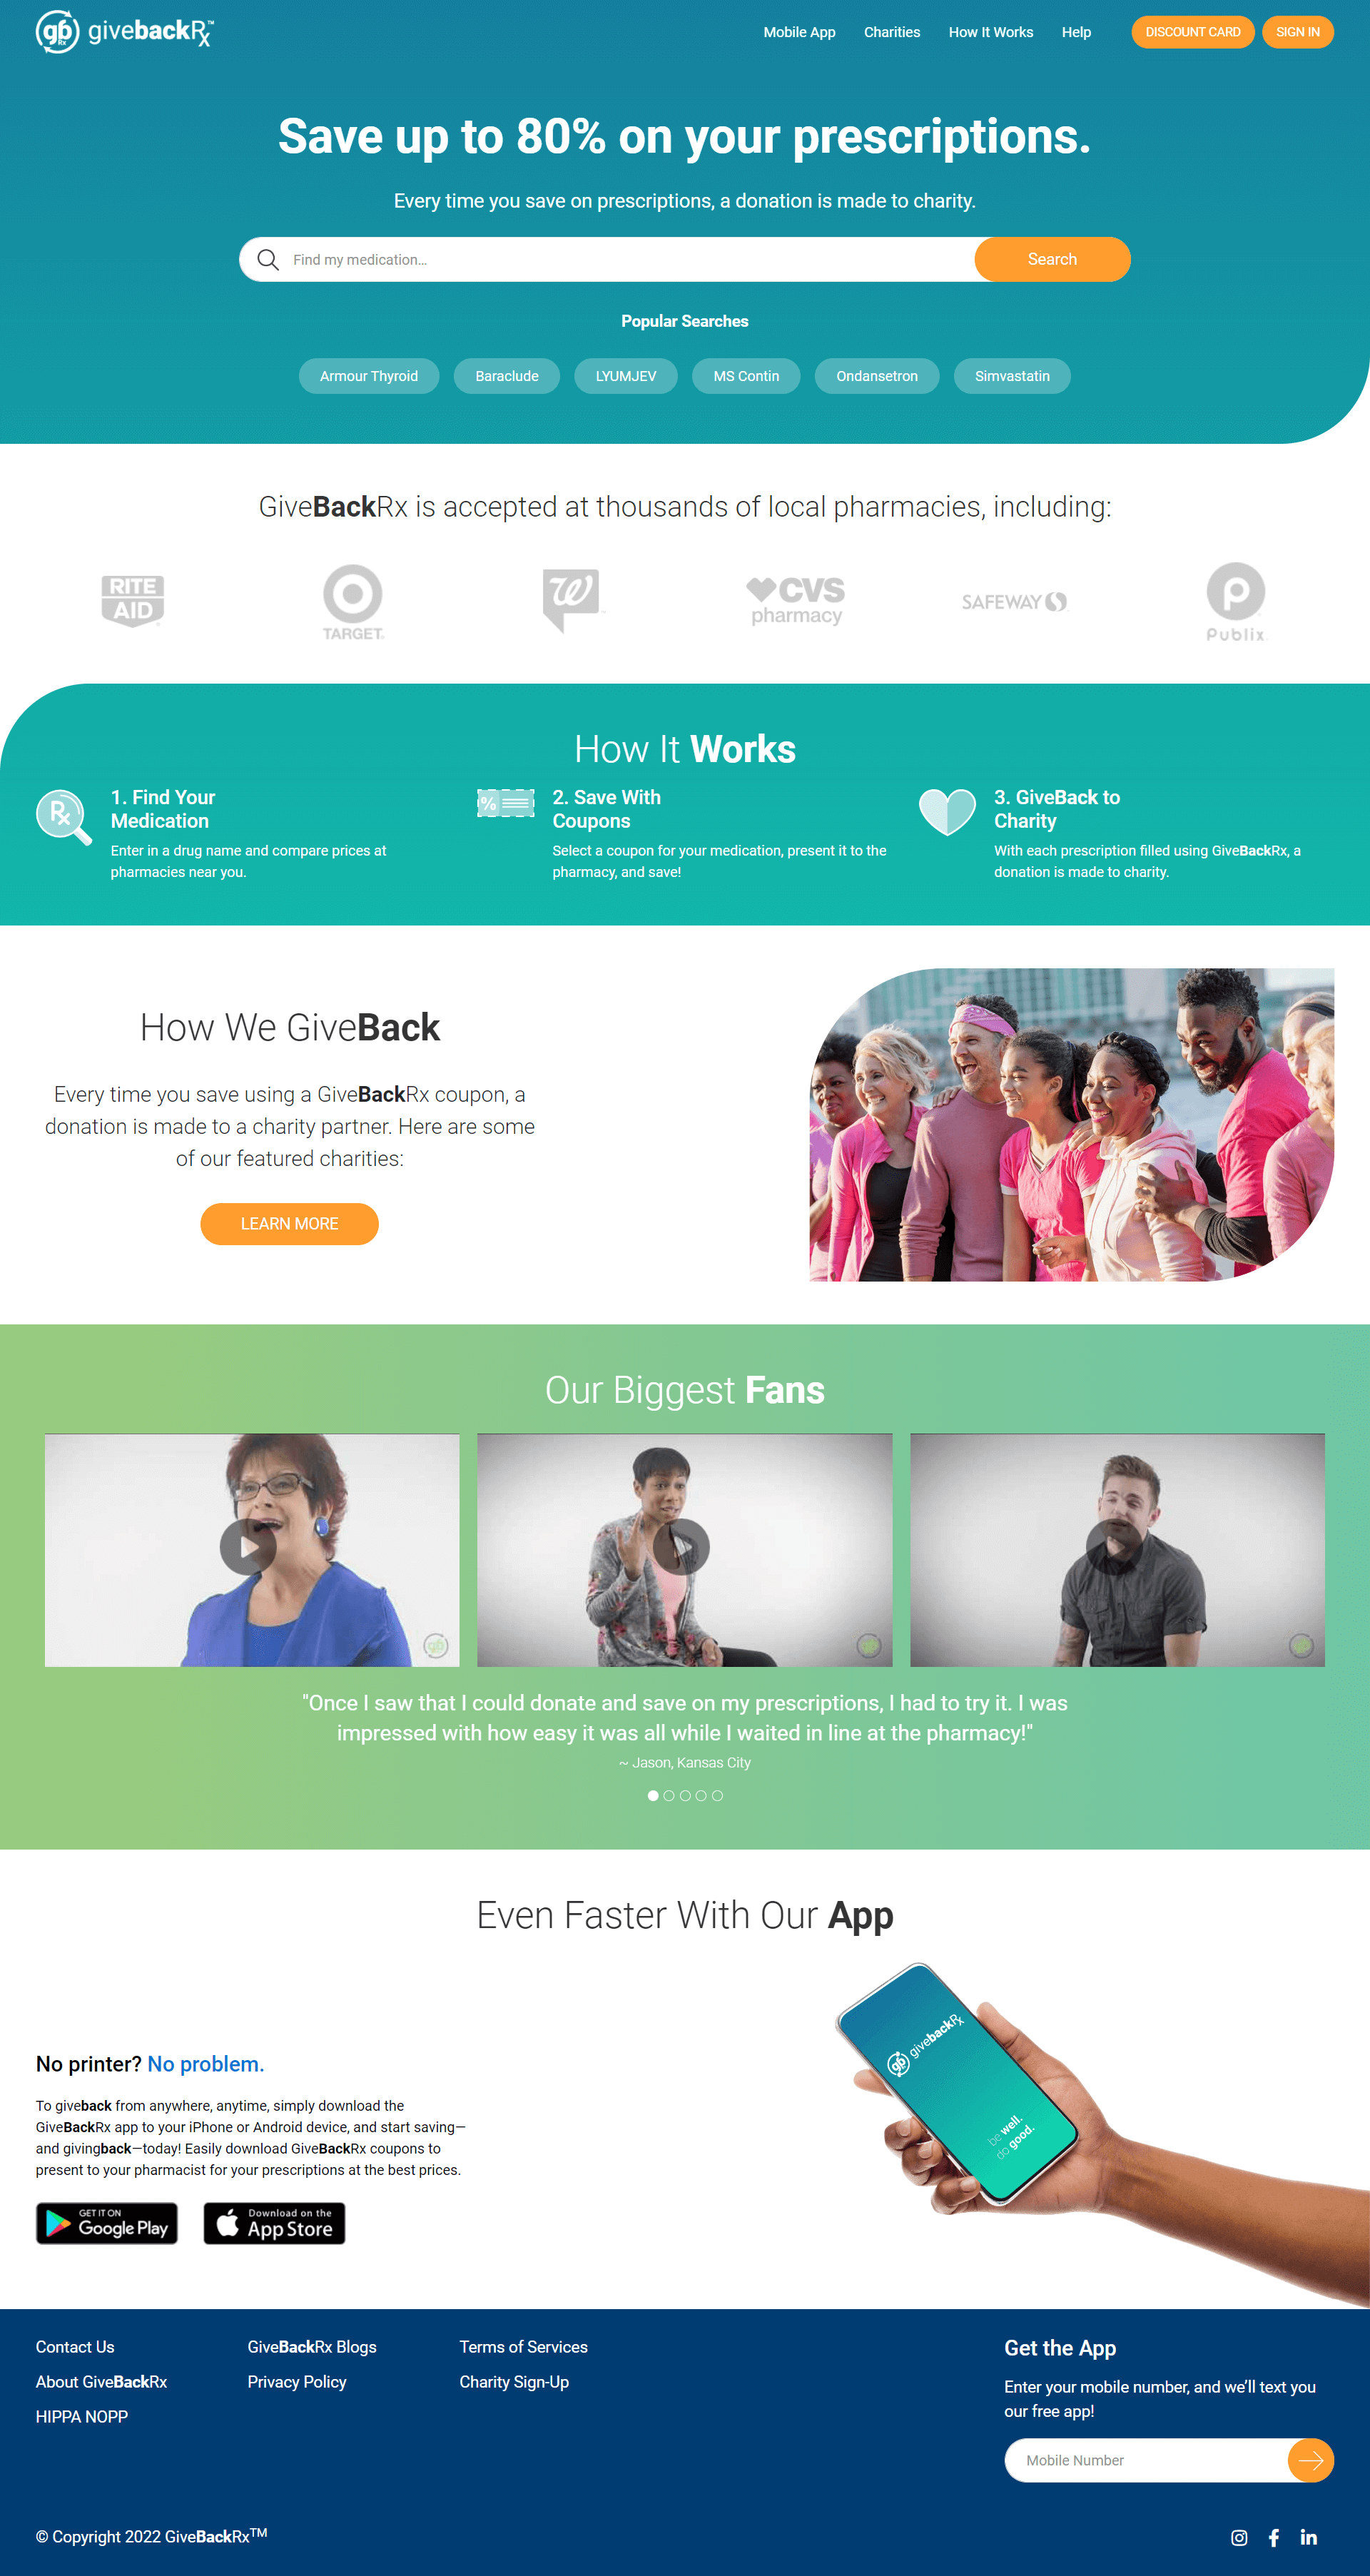 gb Rx givebackRx™
Mobile App Charities How It Works Help DISCOUNT CARD SIGN IN
Save up to 80% on your prescriptions.
Every time you save on prescriptions, a donation is made to charity.
Find my medication... Search
Popular Searches
Armour Thyroid Baraclude LYUMJEV MS Contin Ondansetron Simvastatin
GiveBackRx is accepted at thousands of local pharmacies, including:
RITE AID
TARGET
W
CVS pharmacy
SAFEWAY
P Publix
How It Works
Rx
1. Find Your
Medication
Enter in a drug name and compare prices at
pharmacies near you.
%
2. Save With
Coupons
Select a coupon for your medication, present it to the
pharmacy, and save!
3. GiveBack to
Charity
With each prescription filled using GiveBackRx, a
donation is made to charity.
How We GiveBack
Every time you save using a GiveBackRx coupon, a
donation is made to a charity partner. Here are some
of our featured charities:
LEARN MORE
Our Biggest Fans
gb gb gb
"Once I saw that I could donate and save on my prescriptions, I had to try it. I was
impressed with how easy it was all while I waited in line at the pharmacy!"
~ Jason, Kansas City
Even Faster With Our App
gb givebackRx
be well.
do good.
No printer? No problem.
To giveback from anywhere, anytime, simply download the
GiveBackRx app to your iPhone or Android device, and start saving—
and givingback—today! Easily download GiveBackRx coupons to
present to your pharmacist for your prescriptions at the best prices.
GET IT ON
Google Play
Download on the
App Store
Contact Us
About GiveBackRx
HIPPA NOPP
GiveBackRx Blogs
Privacy Policy
Terms of Services
Charity Sign-Up
Get the App
Enter your mobile number, and we'll text you
our free app!
Mobile Number
© Copyright 2022 GiveBackRx™
f in